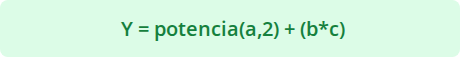 Y = potencia(a,2) + (b*c)